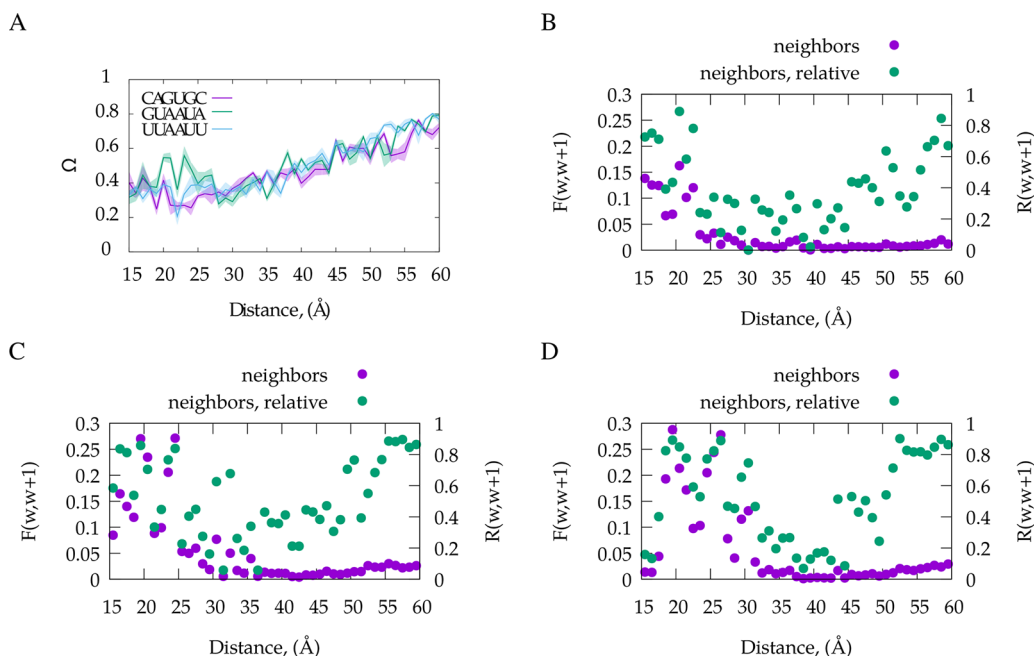 A
1
0.8
0.6
0.4
0.2
0
Ω
CAGUGC
GUAAUA
UUAAUU
15 20 25 30 35 40 45 50 55 60
Distance, (Å)
B
neighbors
neighbors, relative
0.3
0.25
0.2
0.15
0.1
0.05
0
F(w,w+1)
1
0.8
0.6
0.4
0.2
0
R(w,w+1)
15 20 25 30 35 40 45 50 55 60
Distance, (Å)
C
neighbors
neighbors, relative
0.3
0.25
0.2
0.15
0.1
0.05
0
F(w,w+1)
1
0.8
0.6
0.4
0.2
0
R(w,w+1)
15 20 25 30 35 40 45 50 55 60
Distance, (Å)
D
neighbors
neighbors, relative
0.3
0.25
0.2
0.15
0.1
0.05
0
F(w,w+1)
1
0.8
0.6
0.4
0.2
0
R(w,w+1)
15 20 25 30 35 40 45 50 55 60
Distance, (Å)